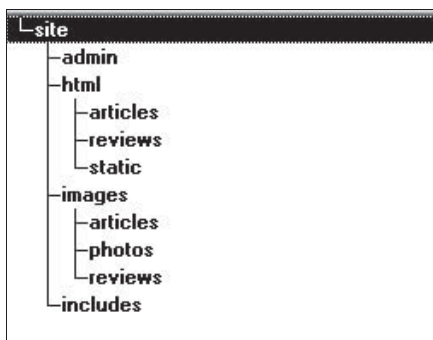 site
admin
html
articles
reviews
static
images
articles
photos
reviews
includes